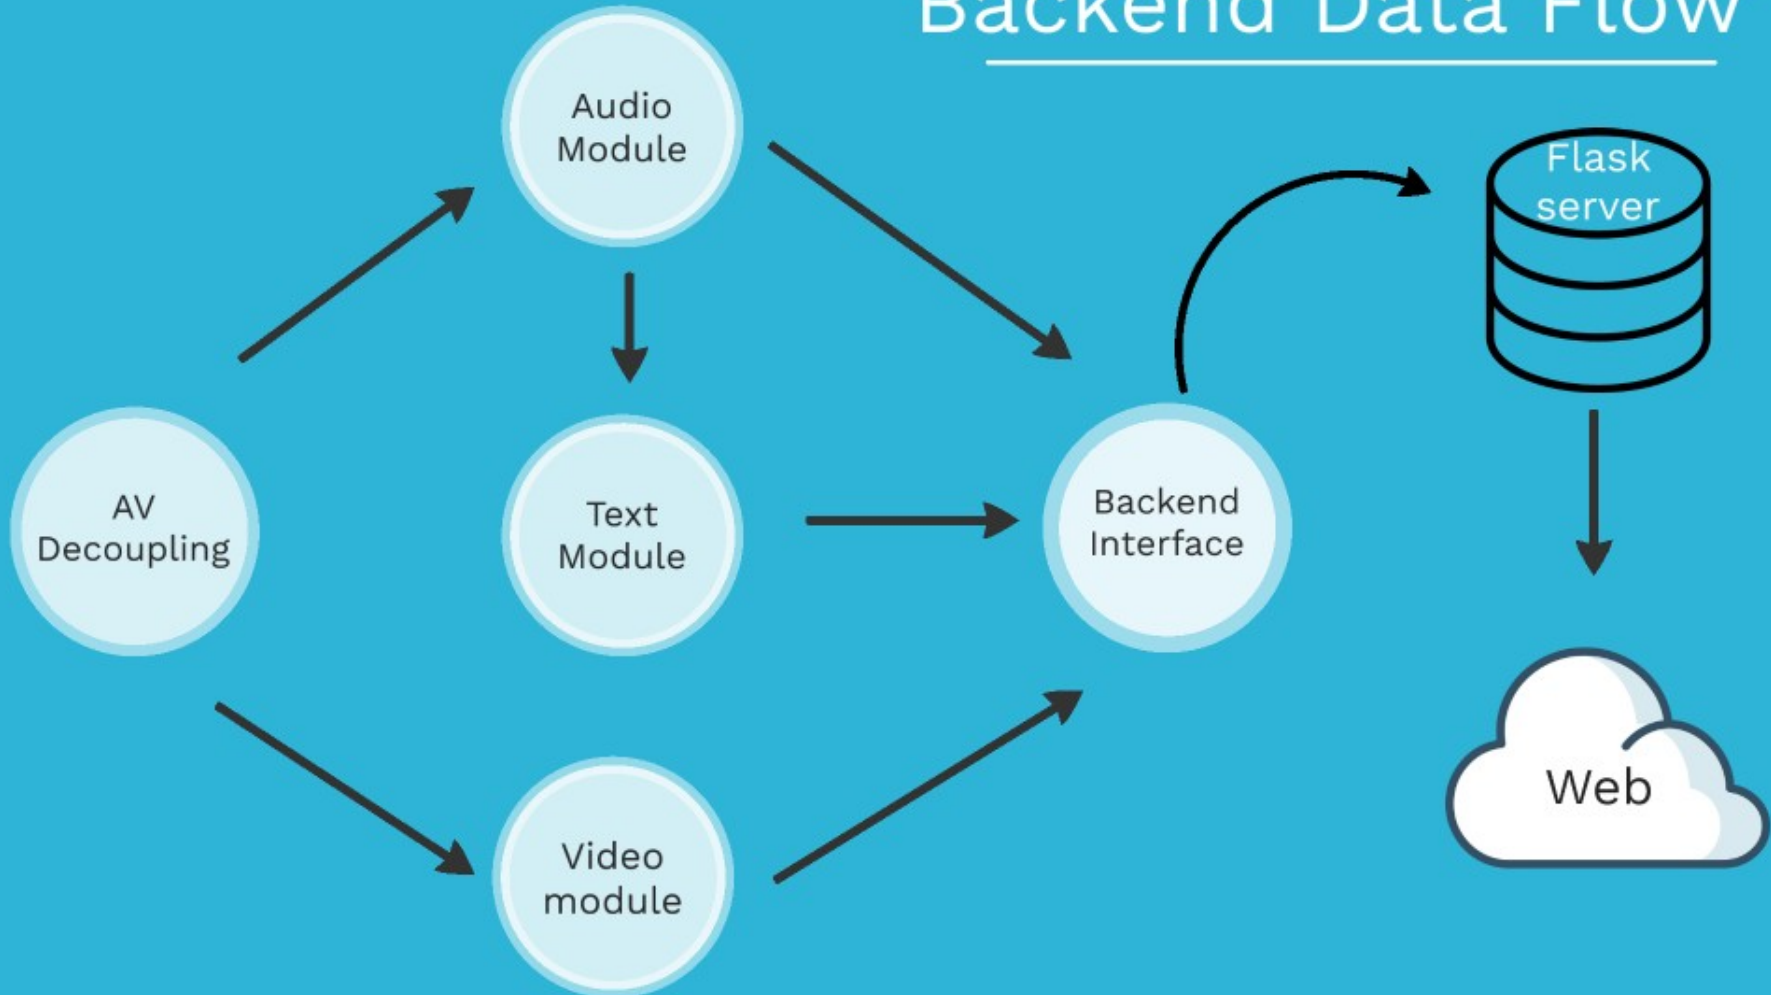 Backend Data Flow
Audio
Module
Flask
server
AV
Decoupling
Text
Module
Backend
Interface
Video
module
Web